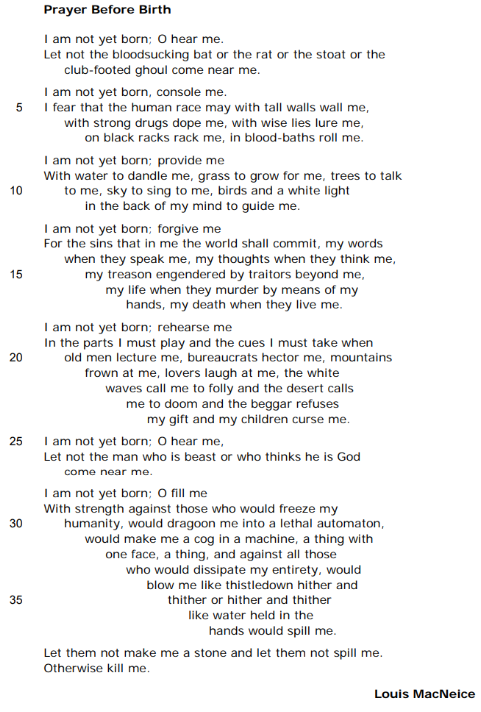 Prayer Before Birth
I am not yet born; O hear me.
Let not the bloodsucking bat or the rat or the stoat or the
club-footed ghoul come near me.
I am not yet born, console me.
5 I fear that the human race may with tall walls wall me,
with strong drugs dope me, with wise lies lure me,
on black racks rack me, in blood-baths roll me.
I am not yet born; provide me
With water to dandle me, grass to grow for me, trees to talk
10 to me, sky to sing to me, birds and a white light
in the back of my mind to guide me.
I am not yet born; forgive me
For the sins that in me the world shall commit, my words
when they speak me, my thoughts when they think me,
15 my treason engendered by traitors beyond me,
my life when they murder by means of my
hands, my death when they live me.
I am not yet born; rehearse me
In the parts I must play and the cues I must take when
20 old men lecture me, bureaucrats hector me, mountains
frown at me, lovers laugh at me, the white
waves call me to folly and the desert calls
me to doom and the beggar refuses
my gift and my children curse me.
25 I am not yet born; O hear me,
Let not the man who is beast or who thinks he is God
come near me.
I am not yet born; O fill me
With strength against those who would freeze my
30 humanity, would dragoon me into a lethal automaton,
would make me a cog in a machine, a thing with
one face, a thing, and against all those
who would dissipate my entirety, would
blow me like thistledown hither and
35 thither or hither and thither
like water held in the
hands would spill me.
Let them not make me a stone and let them not spill me.
Otherwise kill me.
Louis MacNeice